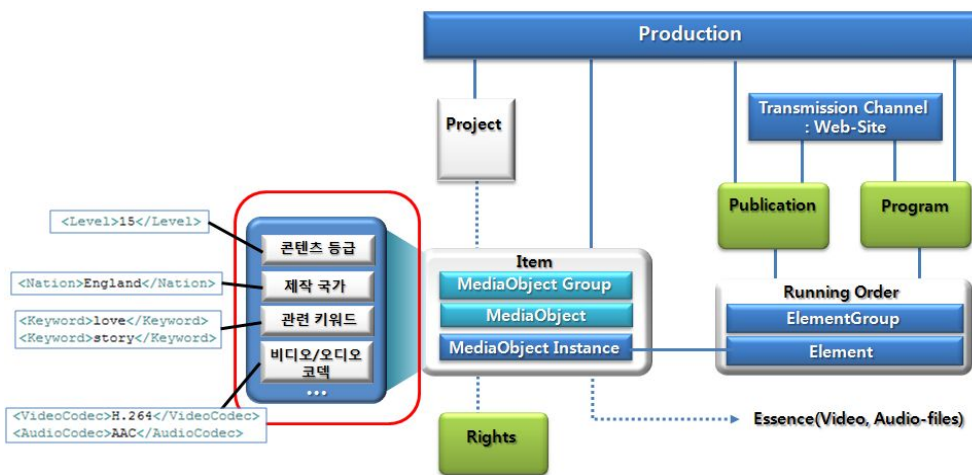 Production
Project
Transmission Channel
: Web-Site
Publication
Program
<Level>15</Level>
<Nation>England</Nation>
<Keyword>love</Keyword>
<Keyword>story</Keyword>
<VideoCodec>H.264</VideoCodec>
<AudioCodec>AAC</AudioCodec>
콘텐츠 등급
제작 국가
관련 키워드
비디오/오디오
코덱
...
Item
MediaObject Group
MediaObject
MediaObject Instance
Running Order
ElementGroup
Element
Rights
Essence(Video, Audio-files)